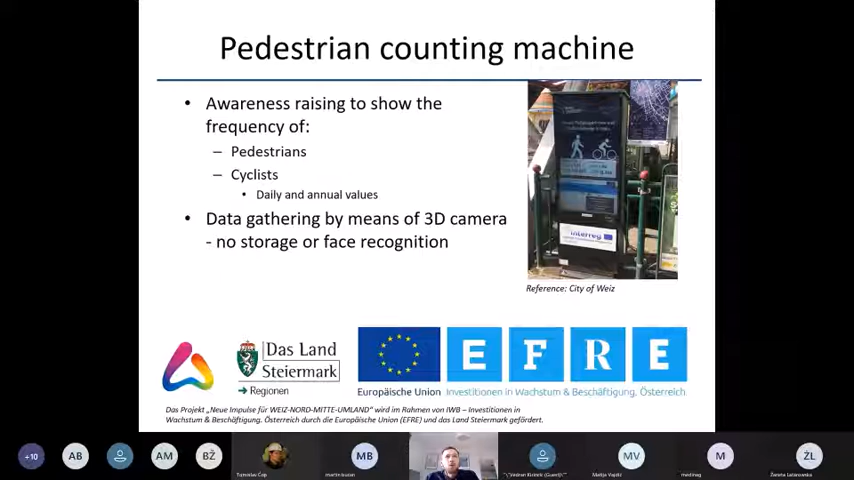 Pedestrian counting machine
• Awareness raising to show the
frequency of:
– Pedestrians
– Cyclists
• Daily and annual values
• Data gathering by means of 3D camera
- no storage or face recognition
interreg
Reference: City of Weiz
Das Land
Steiermark
→ Regionen
E F R E
Europäische Union Investitionen in Wachstum & Beschäftigung. Österreich
Das Projekt „Neue Impulse für WEIZ-NORD-MITTE-UMLAND" wird im Rahmen von IWB – Investitionen in
Wachstum & Beschäftigung. Österreich durch die Europäische Union (EFRE) und das Land Steiermark gefördert.
+10 AB AM BŽ MB MV M ŽL